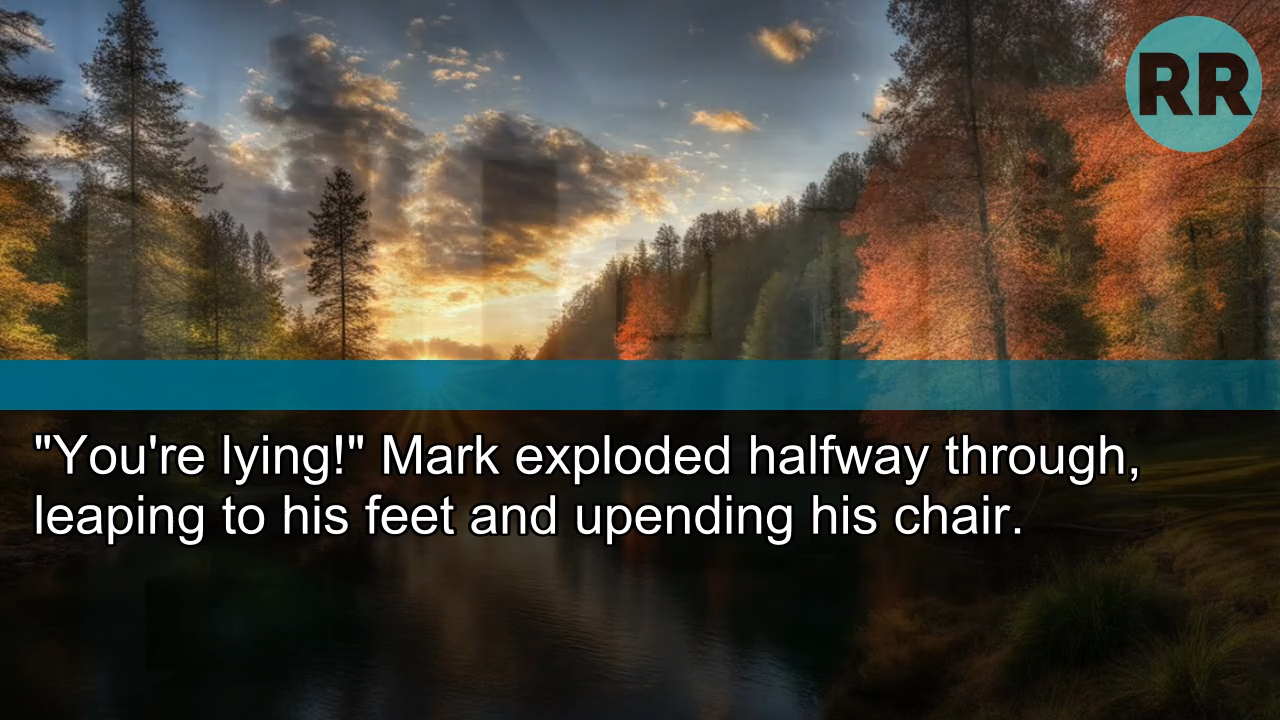 RR
"You're lying!" Mark exploded halfway through,
leaping to his feet and upending his chair.